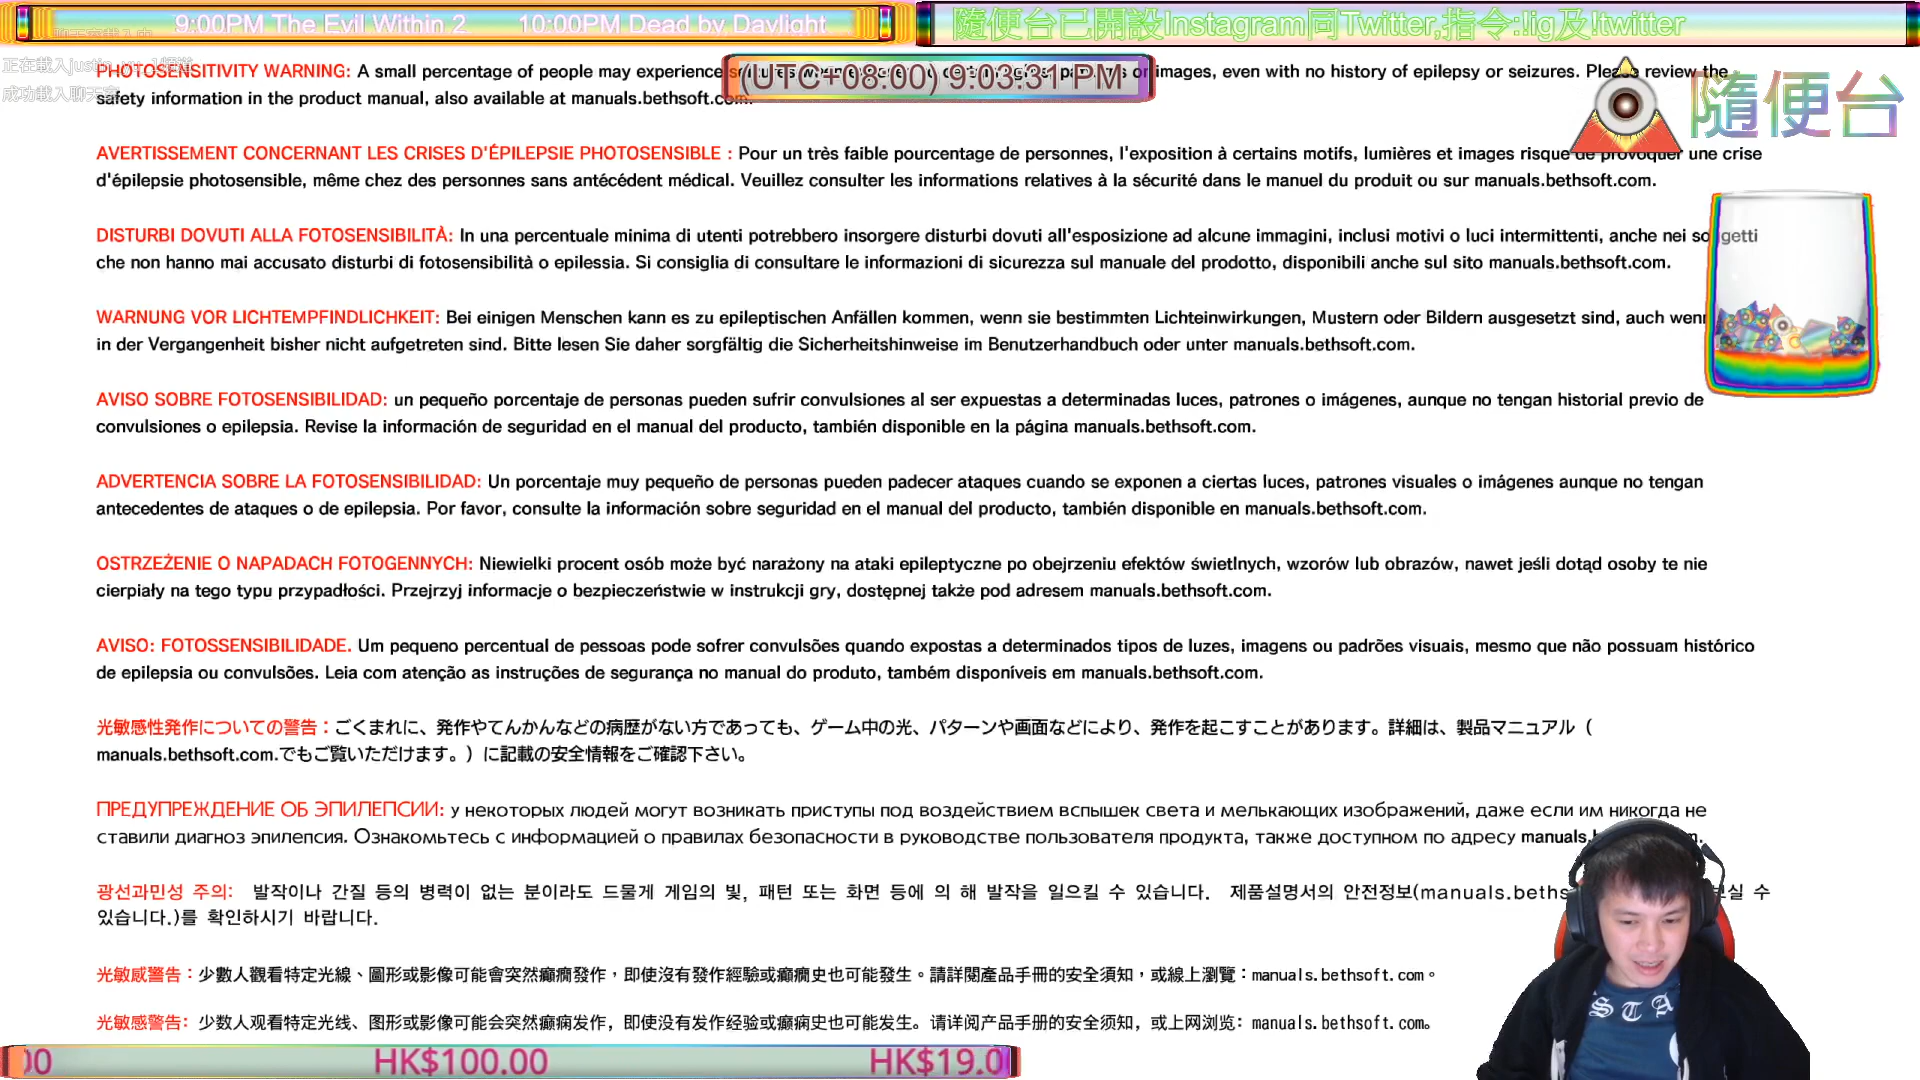 9:00PM The Evil Within 2 10:00PM Dead by Daylight
隨便台已開設Instagram同Twitter,指令:!ig及!twitter
正在載入
成功載入聊天室
(UTC+08:00) 9:03:31 PM
隨便台
PHOTOSENSITIVITY WARNING: A small percentage of people may experience images, even with no history of epilepsy or seizures. Please review the
safety information in the product manual, also available at manuals.bethsoft.com.
AVERTISSEMENT CONCERNANT LES CRISES D'ÉPILEPSIE PHOTOSENSIBLE : Pour un très faible pourcentage de personnes, l'exposition à certains motifs, lumières et images risque de provoquer une crise
d'épilepsie photosensible, même chez des personnes sans antécédent médical. Veuillez consulter les informations relatives à la sécurité dans le manuel du produit ou sur manuals.bethsoft.com.
DISTURBI DOVUTI ALLA FOTOSENSIBILITÀ: In una percentuale minima di utenti potrebbero insorgere disturbi dovuti all'esposizione ad alcune immagini, inclusi motivi o luci intermittenti, anche nei soggetti
che non hanno mai accusato disturbi di fotosensibilità o epilessia. Si consiglia di consultare le informazioni di sicurezza sul manuale del prodotto, disponibili anche sul sito manuals.bethsoft.com.
WARNUNG VOR LICHTEMPFINDLICHKEIT: Bei einigen Menschen kann es zu epileptischen Anfällen kommen, wenn sie bestimmten Lichteinwirkungen, Mustern oder Bildern ausgesetzt sind, auch wenn
in der Vergangenheit bisher nicht aufgetreten sind. Bitte lesen Sie daher sorgfältig die Sicherheitshinweise im Benutzerhandbuch oder unter manuals.bethsoft.com.
AVISO SOBRE FOTOSENSIBILIDAD: un pequeño porcentaje de personas pueden sufrir convulsiones al ser expuestas a determinadas luces, patrones o imágenes, aunque no tengan historial previo de
convulsiones o epilepsia. Revise la información de seguridad en el manual del producto, también disponible en la página manuals.bethsoft.com.
ADVERTENCIA SOBRE LA FOTOSENSIBILIDAD: Un porcentaje muy pequeño de personas pueden padecer ataques cuando se exponen a ciertas luces, patrones visuales o imágenes aunque no tengan
antecedentes de ataques o de epilepsia. Por favor, consulte la información sobre seguridad en el manual del producto, también disponible en manuals.bethsoft.com.
OSTRZEŻENIE O NAPADACH FOTOGENNYCH: Niewielki procent osób może być narażony na ataki epileptyczne po obejrzeniu efektów świetlnych, wzorów lub obrazów, nawet jeśli dotąd osoby te nie
cierpiały na tego typu przypadłości. Przejrzyj informacje o bezpieczeństwie w instrukcji gry, dostępnej także pod adresem manuals.bethsoft.com.
AVISO: FOTOSSENSIBILIDADE. Um pequeno percentual de pessoas pode sofrer convulsões quando expostas a determinados tipos de luzes, imagens ou padrões visuais, mesmo que não possuam histórico
de epilepsia ou convulsões. Leia com atenção as instruções de segurança no manual do produto, também disponíveis em manuals.bethsoft.com.
光敏感性発作についての警告：ごくまれに、発作やてんかんなどの病歴がない方であっても、ゲーム中の光、パターンや画面などにより、発作を起こすことがあります。詳細は、製品マニュアル（
manuals.bethsoft.com.でもご覧いただけます。）に記載の安全情報をご確認下さい。
ПРЕДУПРЕЖДЕНИЕ ОБ ЭПИЛЕПСИИ: у некоторых людей могут возникать приступы под воздействием вспышек света и мелькающих изображений, даже если им никогда не
ставили диагноз эпилепсия. Ознакомьтесь с информацией о правилах безопасности в руководстве пользователя продукта, также доступном по адресу manuals.
광선과민성 주의: 발작이나 간질 등의 병력이 없는 분이라도 드물게 게임의 빛, 패턴 또는 화면 등에 의 해 발작을 일으킬 수 있습니다. 제품설명서의 안전정보(manuals.beths 보실 수
있습니다.)를 확인하시기 바랍니다.
光敏感警告：少數人觀看特定光線、圖形或影像可能會突然癲癇發作，即使沒有發作經驗或癲癇史也可能發生。請詳閱產品手冊的安全須知，或線上瀏覽：manuals.bethsoft.com。
光敏感警告：少数人观看特定光线、图形或影像可能会突然癫痫发作，即使没有发作经验或癫痫史也可能发生。请详阅产品手册的安全须知，或上网浏览：manuals.bethsoft.com。
HK$100.00 HK$19.0
STA